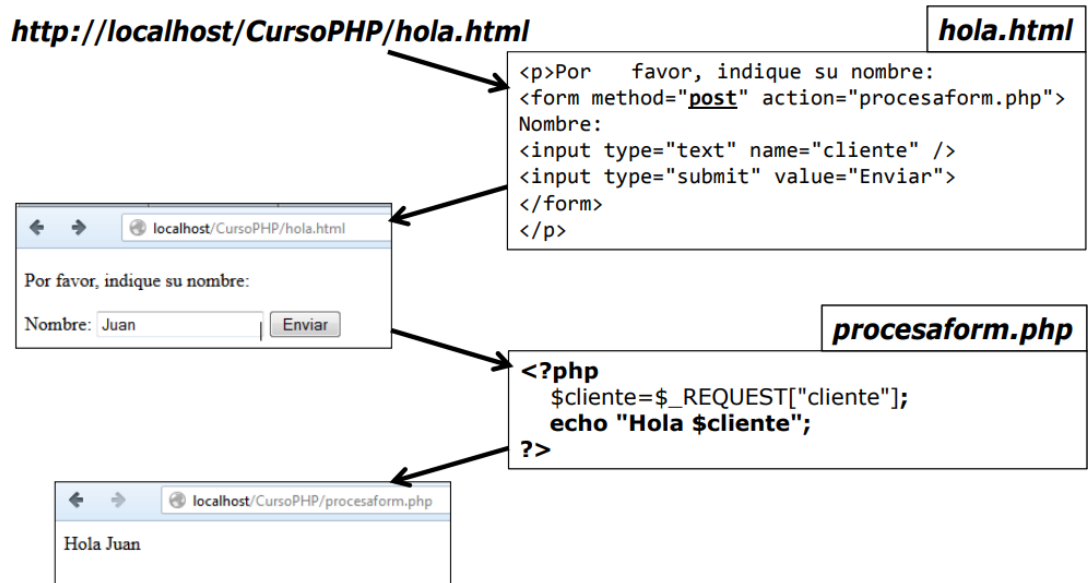 http://localhost/CursoPHP/hola.html
hola.html
<p>Por   favor, indique su nombre:
<form method="post" action="procesaform.php">
Nombre:
<input type="text" name="cliente" />
<input type="submit" value="Enviar">
</form>
</p>
localhost/CursoPHP/hola.html
Por favor, indique su nombre:
Nombre: Juan Enviar
procesaform.php
<?php
$cliente=$_REQUEST["cliente"];
echo "Hola $cliente";
?>
localhost/CursoPHP/procesaform.php
Hola Juan